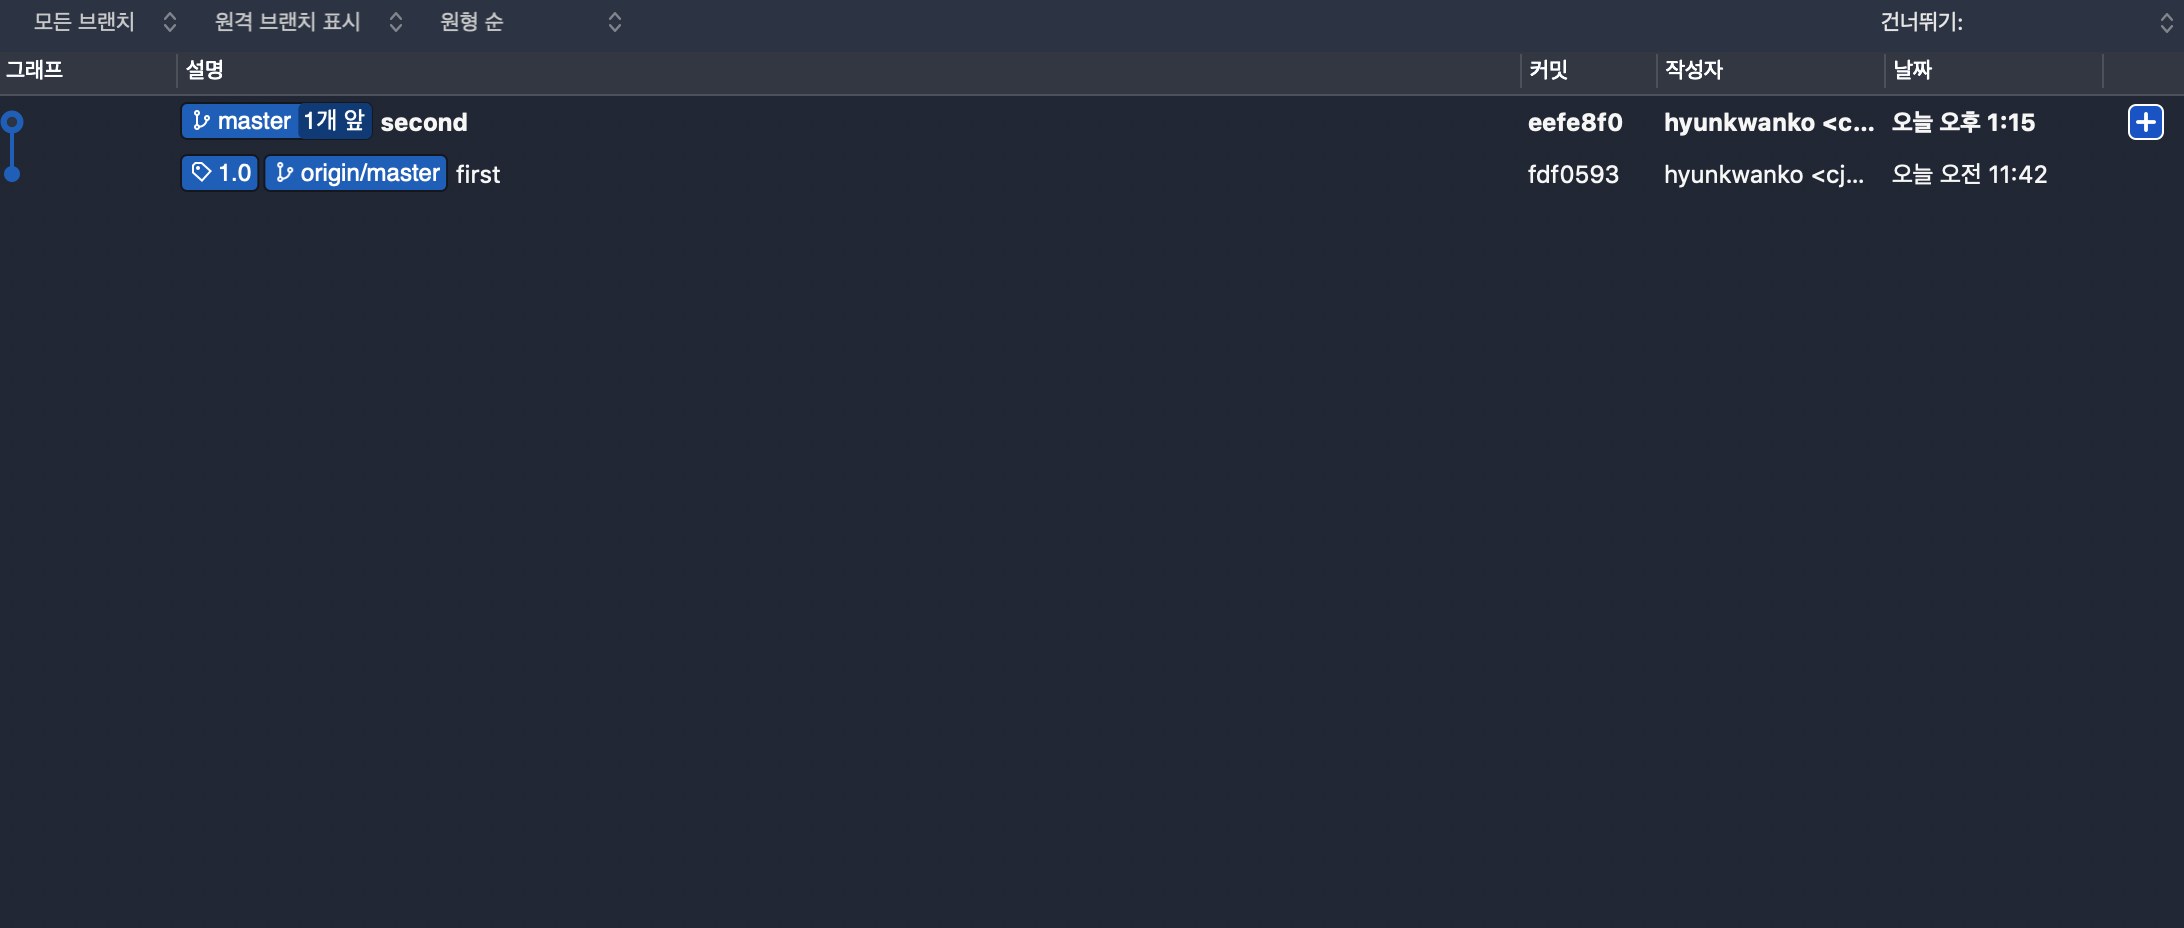 모든 브랜치 원격 브랜치 표시 원형 순 건너뛰기:
그래프 설명 커밋 작성자 날짜
master 1개 앞 second eefe8f0 hyunkwanko <c... 오늘 오후 1:15
1.0 origin/master first fdf0593 hyunkwanko <cj... 오늘 오전 11:42